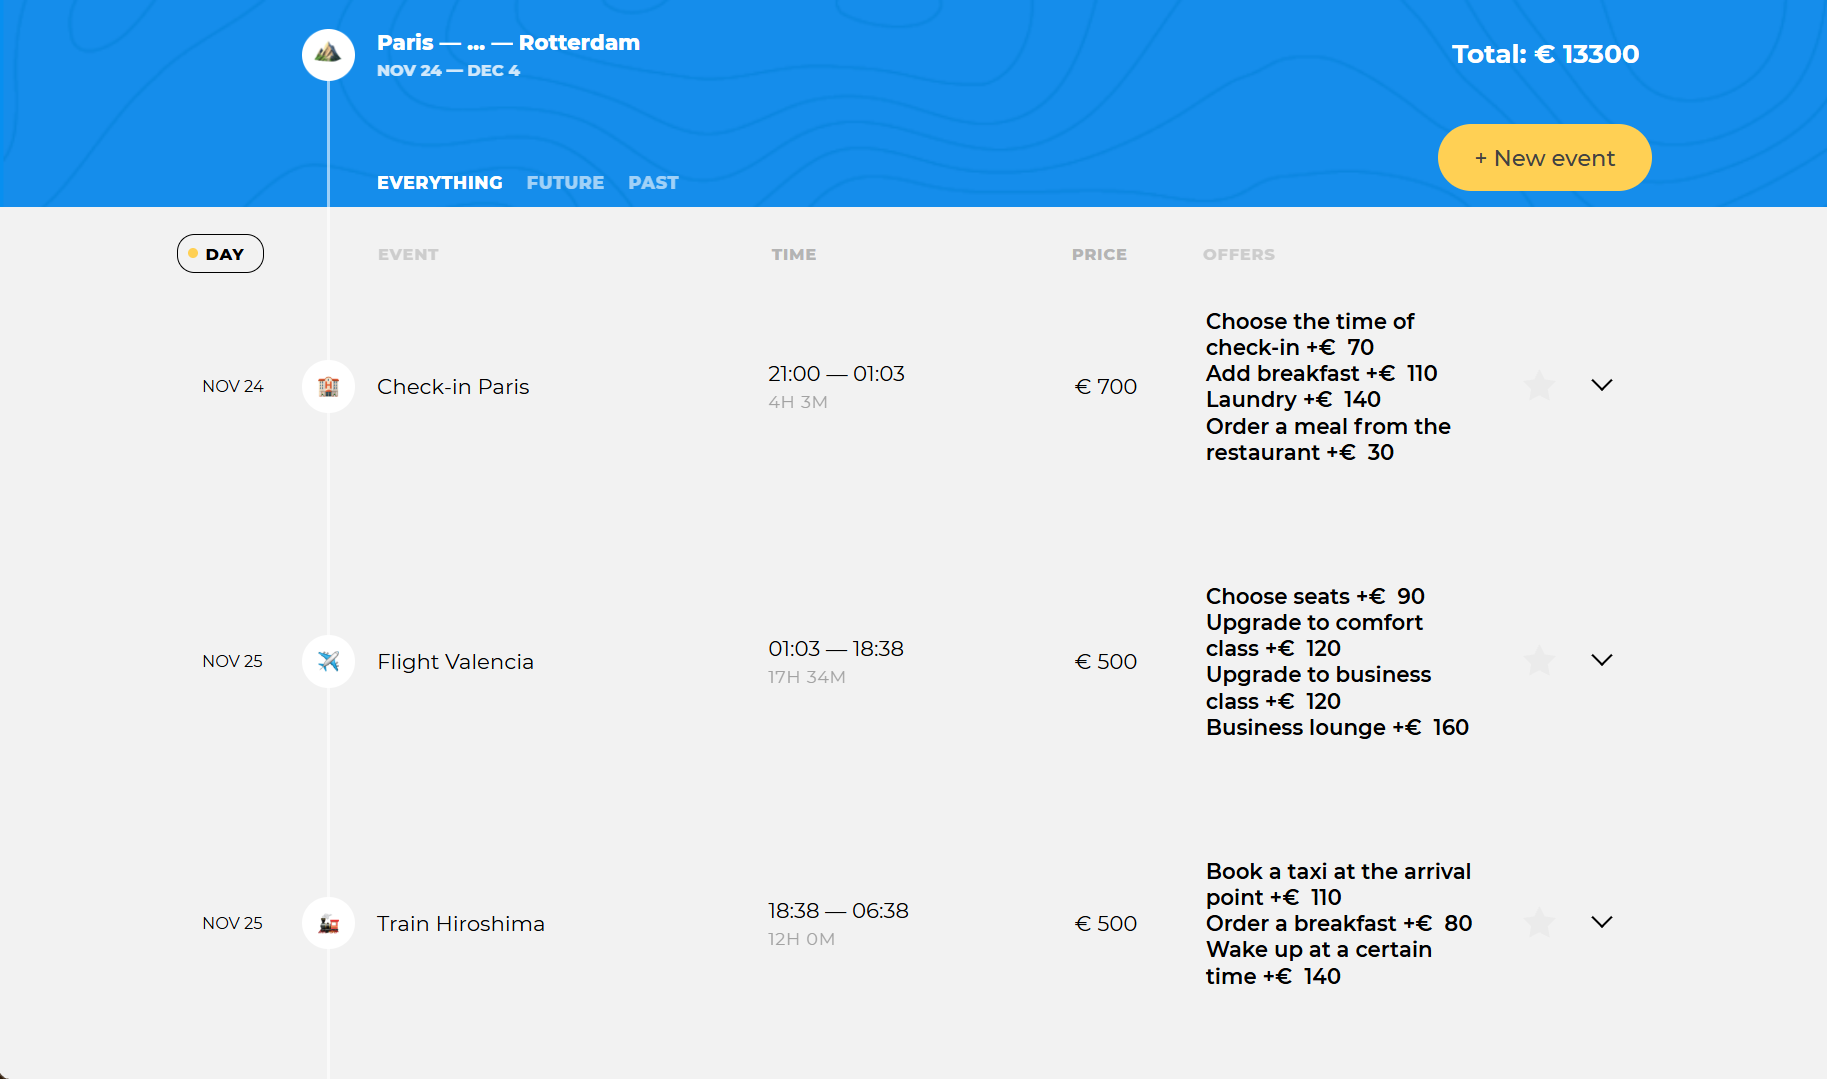 Paris — ... — Rotterdam
NOV 24 — DEC 4
Total: € 13300
+ New event
EVERYTHING FUTURE PAST
DAY EVENT TIME PRICE OFFERS
NOV 24
Check-in Paris
21:00 — 01:03
4H 3M
€ 700
Choose the time of
check-in +€ 70
Add breakfast +€ 110
Laundry +€ 140
Order a meal from the
restaurant +€ 30
NOV 25
Flight Valencia
01:03 — 18:38
17H 34M
€ 500
Choose seats +€ 90
Upgrade to comfort
class +€ 120
Upgrade to business
class +€ 120
Business lounge +€ 160
NOV 25
Train Hiroshima
18:38 — 06:38
12H 0M
€ 500
Book a taxi at the arrival
point +€ 110
Order a breakfast +€ 80
Wake up at a certain
time +€ 140